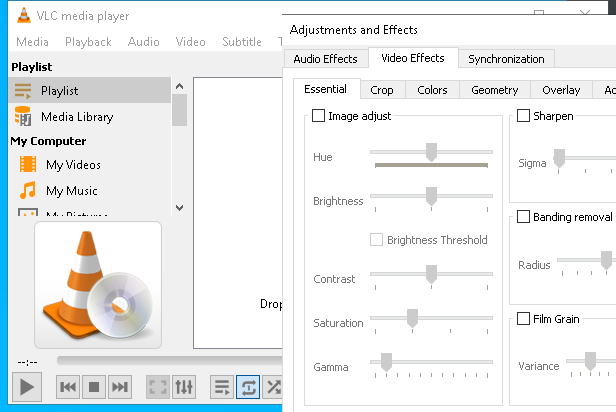 VLC media player
Media Playback Audio Video Subtitle
Playlist
Playlist
Media Library
My Computer
My Videos
My Music
My Pictures
Drop
--:--
Adjustments and Effects
Audio Effects Video Effects Synchronization
Essential Crop Colors Geometry Overlay
Image adjust
Hue
Brightness
Brightness Threshold
Contrast
Saturation
Gamma
Sharpen
Sigma
Banding removal
Radius
Film Grain
Variance